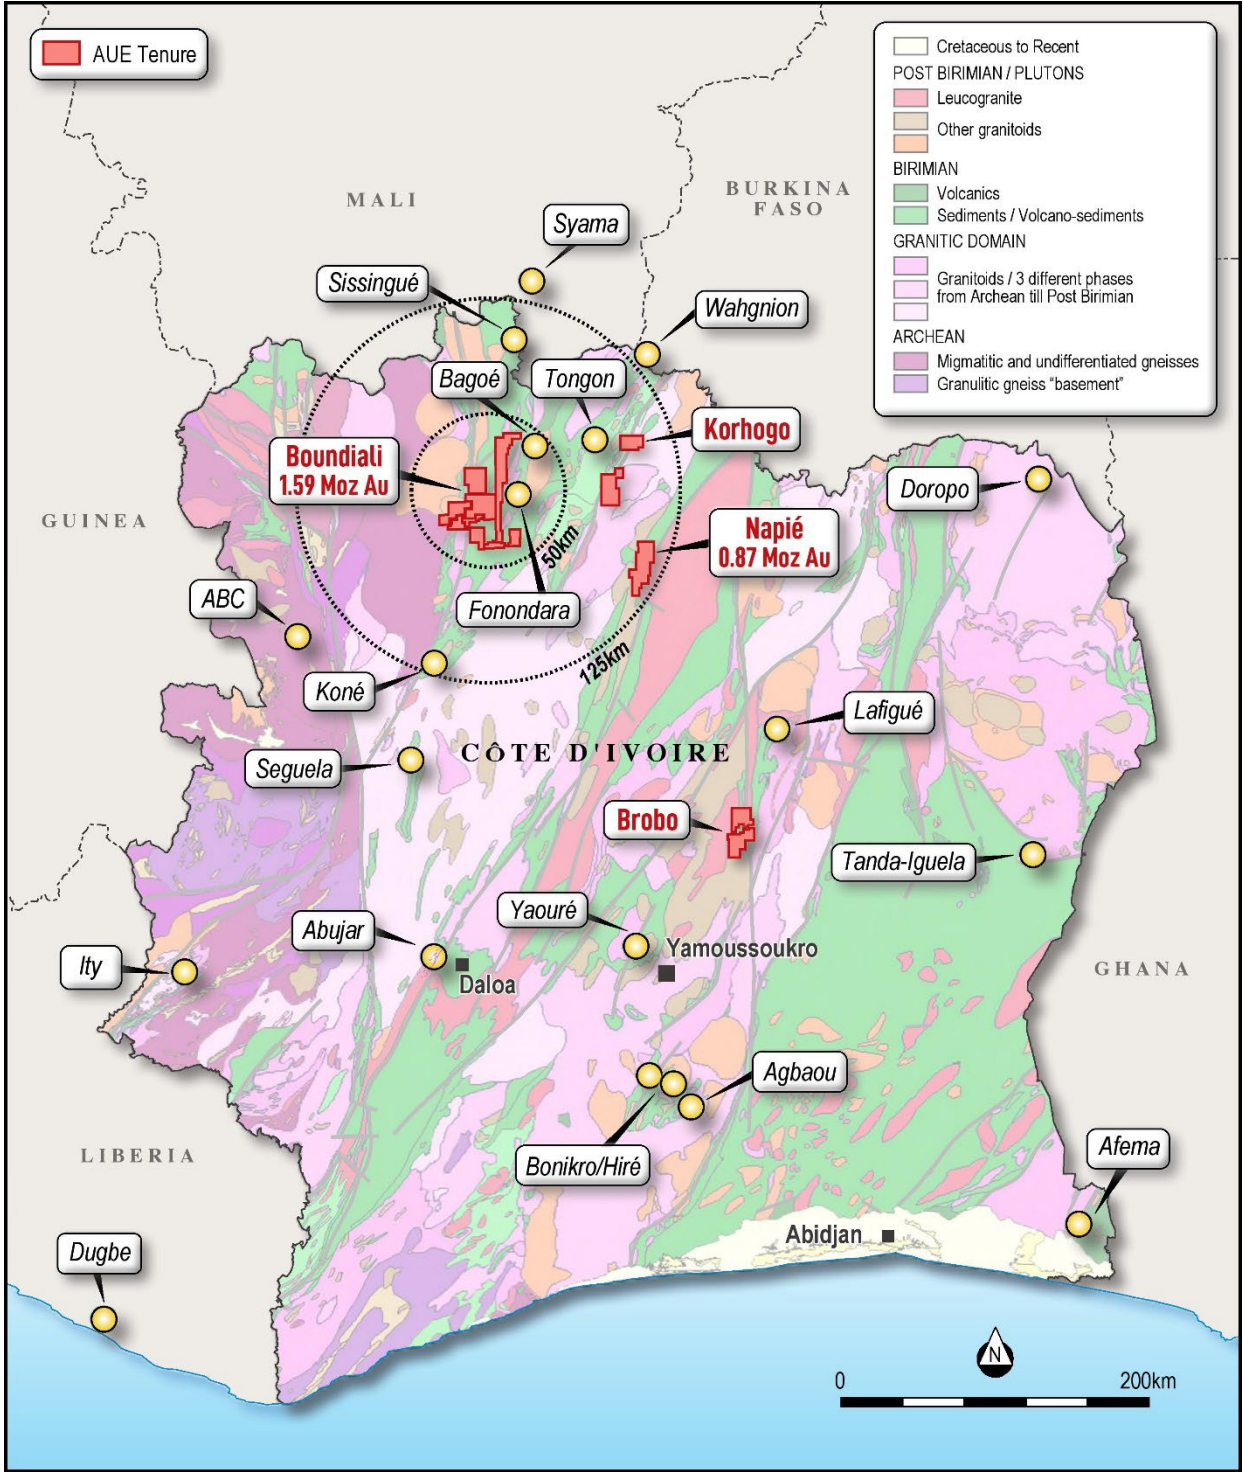 AUE Tenure
Cretaceous to Recent
POST BIRIMIAN / PLUTONS
Leucogranite
Other granitoids
BIRIMIAN
Volcanics
Sediments / Volcano-sediments
GRANITIC DOMAIN
Granitoids / 3 different phases
from Archean till Post Birimian
ARCHEAN
Migmatitic and undifferentiated gneisses
Granulitic gneiss "basement"
MALI
BURKINA
FASO
Syama
Sissingué
Wahgnion
Bagoé
Tongon
Korhogo
Boundiali
1.59 Moz Au
Doropo
GUINEA
Napié
0.87 Moz Au
50km
ABC
Fonondara
125km
Koné
Lafigué
CÔTE D'IVOIRE
Seguela
Brobo
Tanda-Iguela
Yaouré
Abujar
Yamoussoukro
Ity
Daloa
GHANA
Agbaou
LIBERIA
Bonikro/Hiré
Afema
Abidjan
Dugbe
N
0
200km